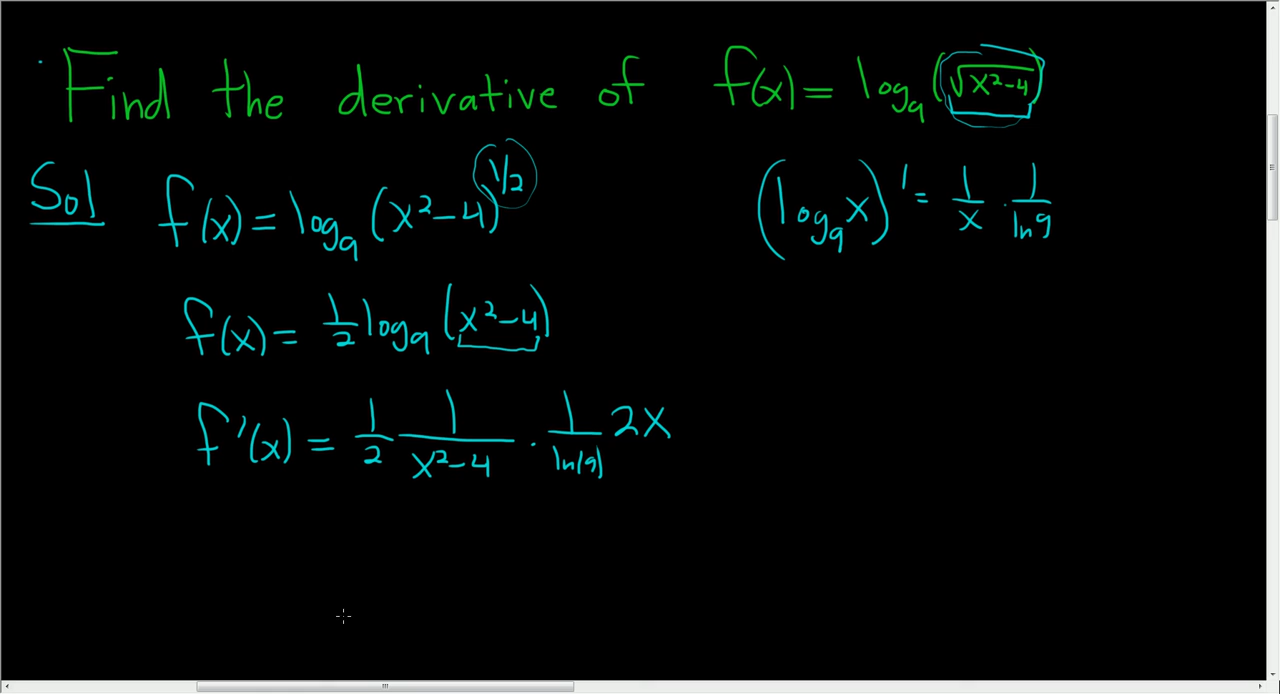 Find the derivative of f(x) = log₉(√x²-4)
Sol f(x) = log₉(x²-4)^1/2
(log₉x)' = 1/x · 1/ln9
f(x) = 1/2 log₉(x²-4)
f'(x) = 1/2 1/x²-4 · 1/ln(9) 2x